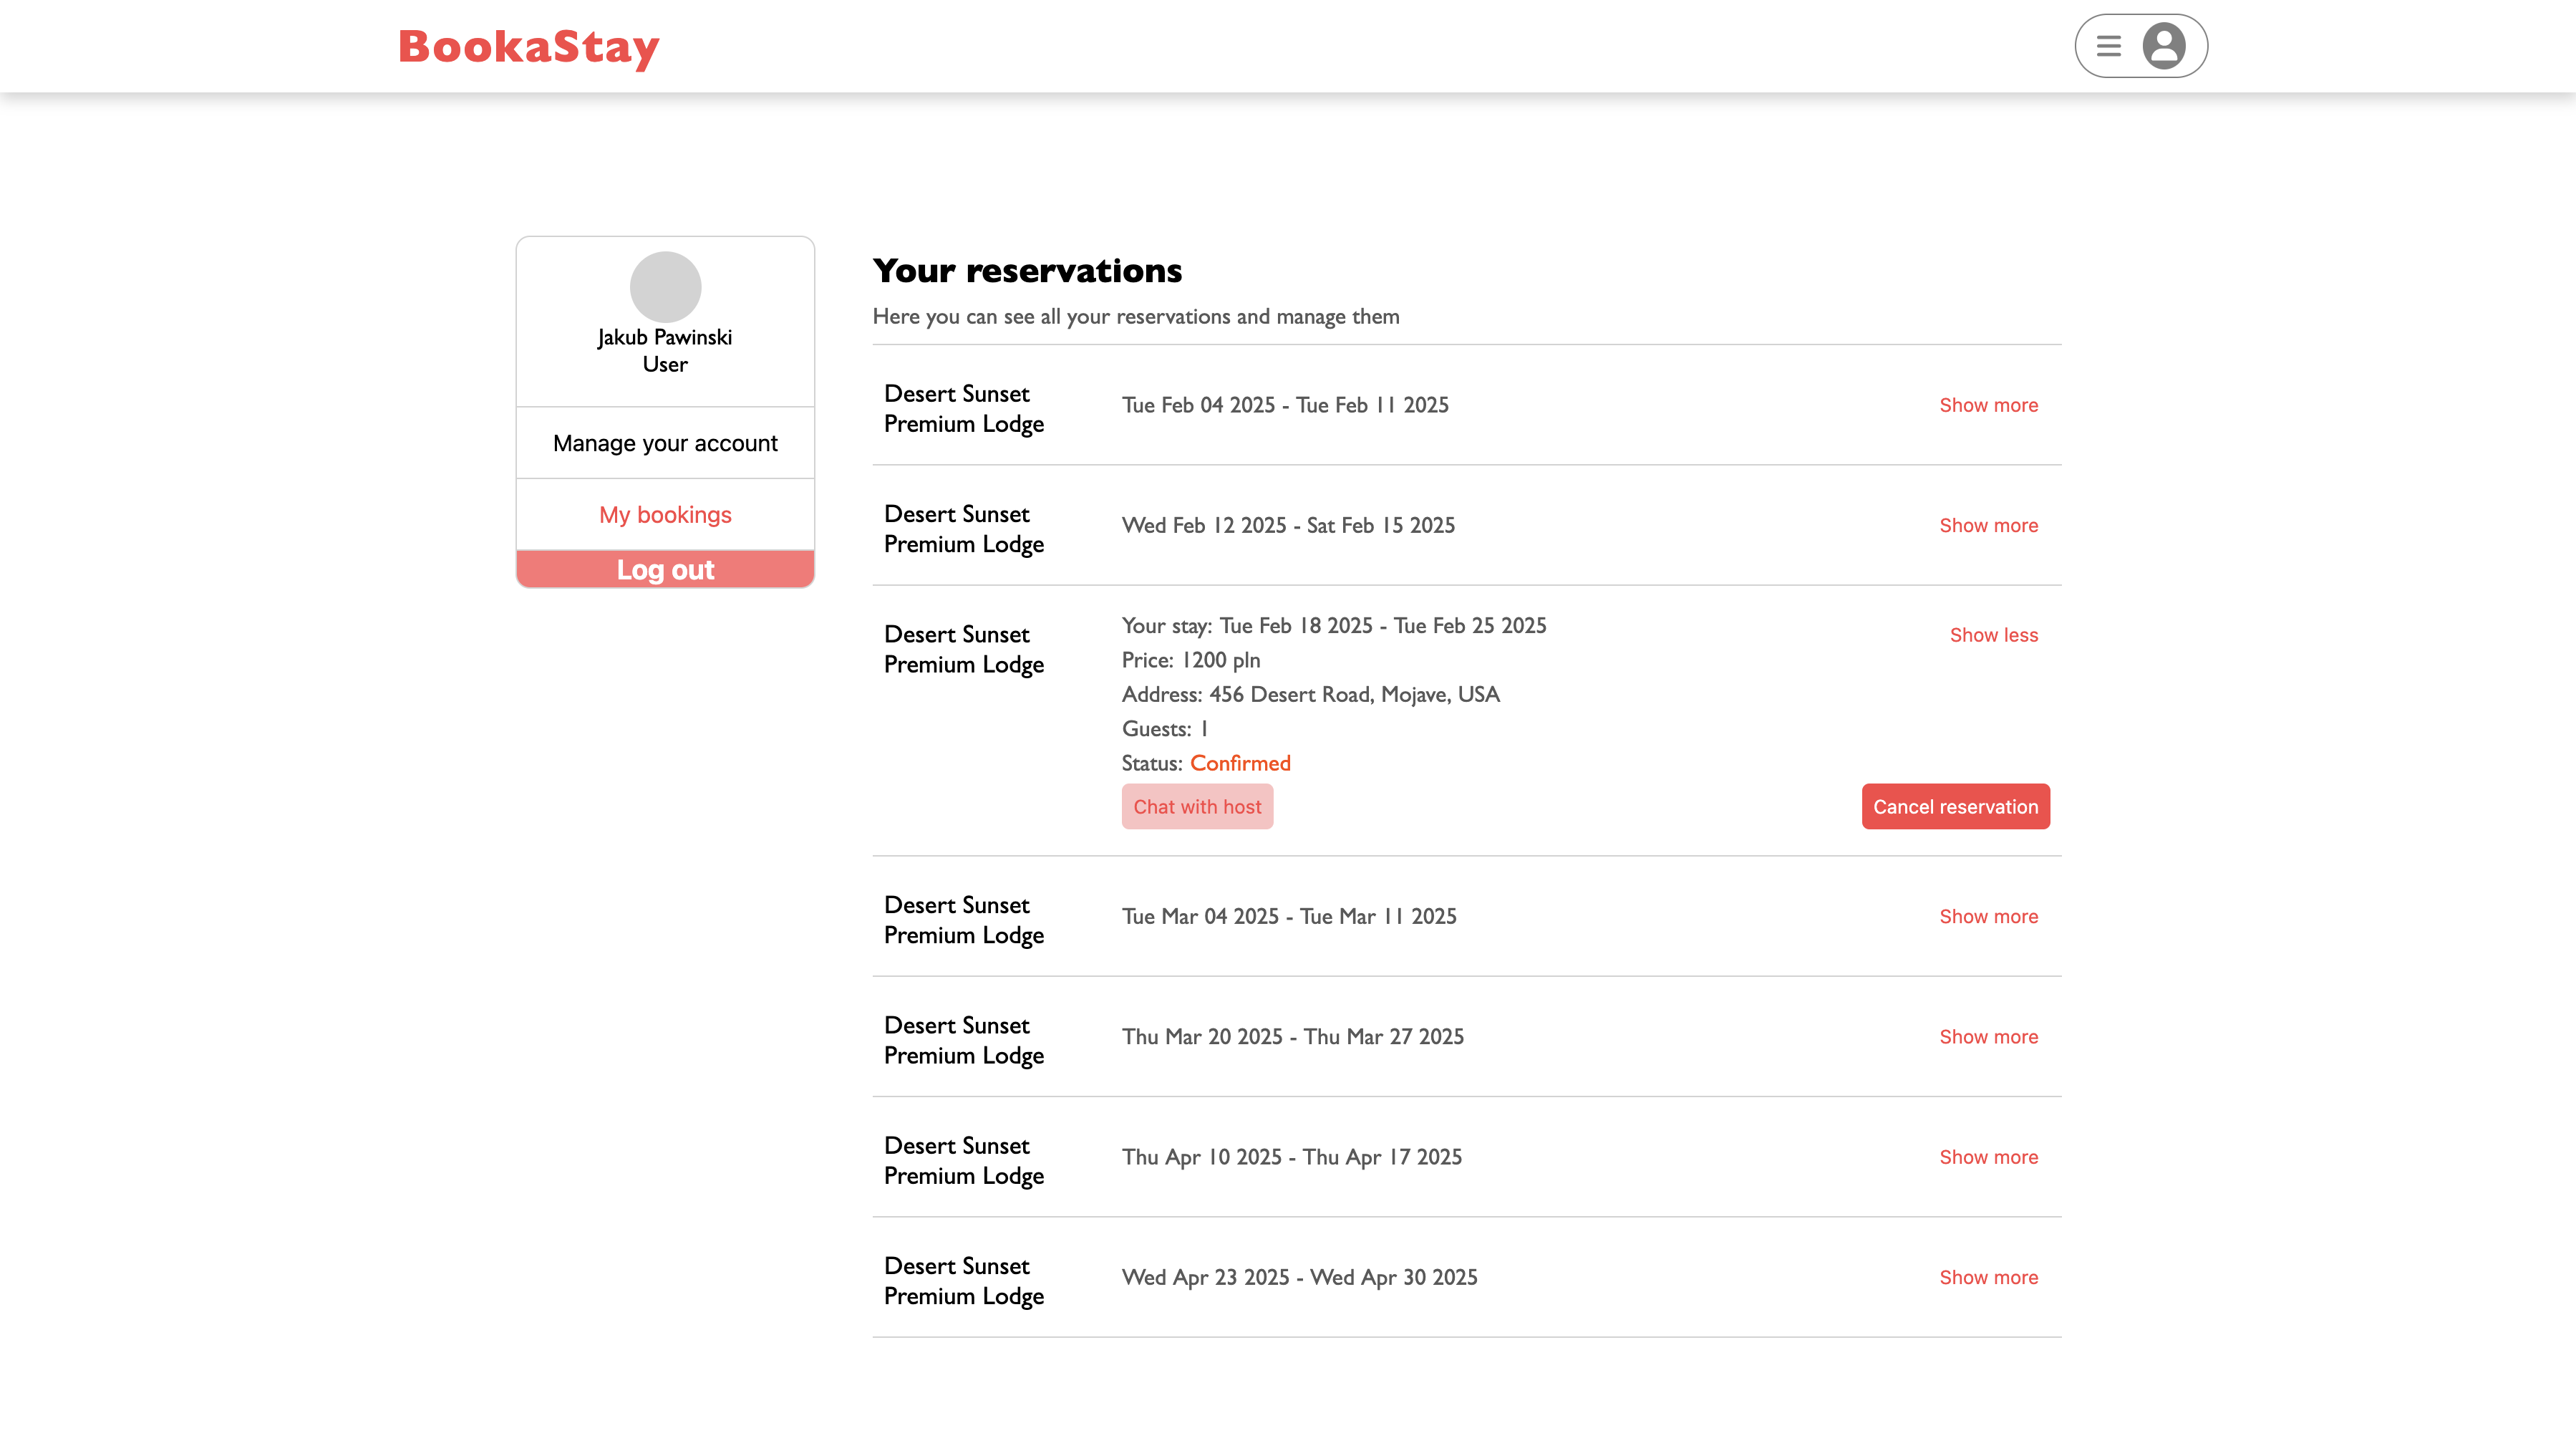 BookaStay
Jakub Pawinski
User
Manage your account
My bookings
Log out
Your reservations
Here you can see all your reservations and manage them
Desert Sunset
Premium Lodge
Tue Feb 04 2025 - Tue Feb 11 2025
Show more
Desert Sunset
Premium Lodge
Wed Feb 12 2025 - Sat Feb 15 2025
Show more
Desert Sunset
Premium Lodge
Your stay: Tue Feb 18 2025 - Tue Feb 25 2025
Price: 1200 pln
Address: 456 Desert Road, Mojave, USA
Guests: 1
Status: Confirmed
Show less
Chat with host
Cancel reservation
Desert Sunset
Premium Lodge
Tue Mar 04 2025 - Tue Mar 11 2025
Show more
Desert Sunset
Premium Lodge
Thu Mar 20 2025 - Thu Mar 27 2025
Show more
Desert Sunset
Premium Lodge
Thu Apr 10 2025 - Thu Apr 17 2025
Show more
Desert Sunset
Premium Lodge
Wed Apr 23 2025 - Wed Apr 30 2025
Show more